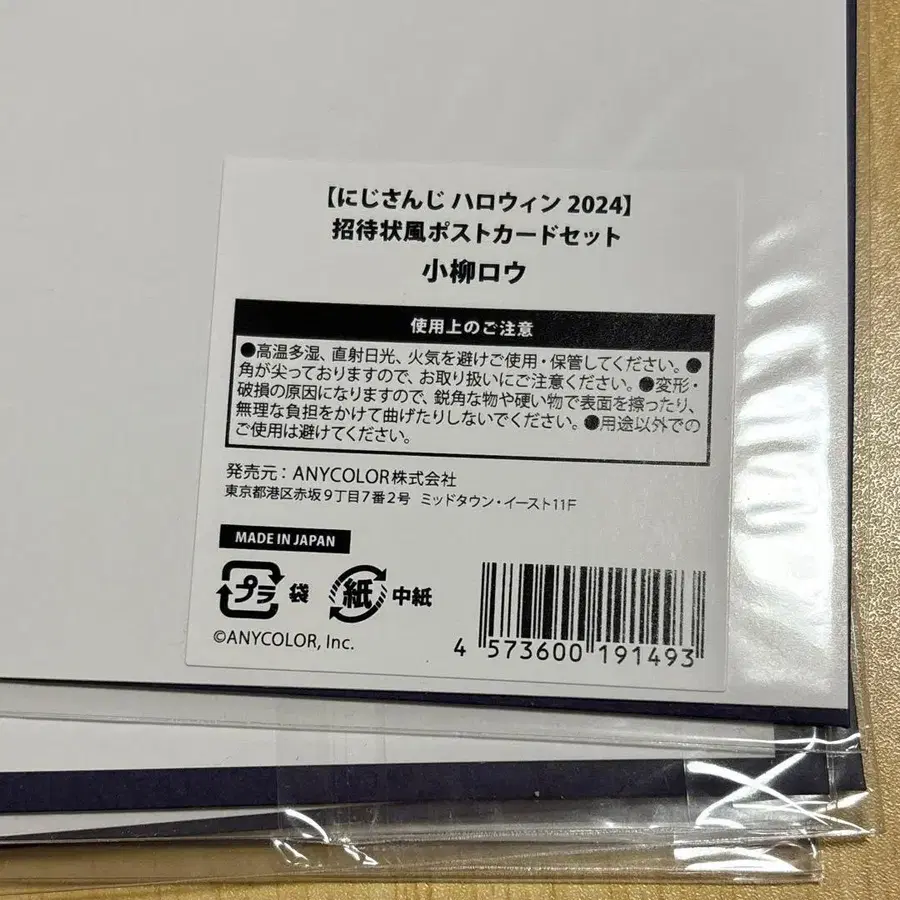 【にじさんじ ハロウィン 2024】
招待状風ポストカードセット
小柳ロウ
使用上のご注意
●高温多湿、直射日光、火気を避けご使用・保管してください。●
角が尖っておりますので、お取り扱いにご注意ください。●変形・
破損の原因になりますので、鋭角な物や硬い物で表面を擦ったり、
無理な負担をかけて曲げたりしないでください。●用途以外での
ご使用は避けてください。
発売元：ANYCOLOR株式会社
東京都港区赤坂9丁目7番2号 ミッドタウン・イースト11F
MADE IN JAPAN
プラ 袋 紙 中紙
©ANYCOLOR, Inc.
4 573600 191493